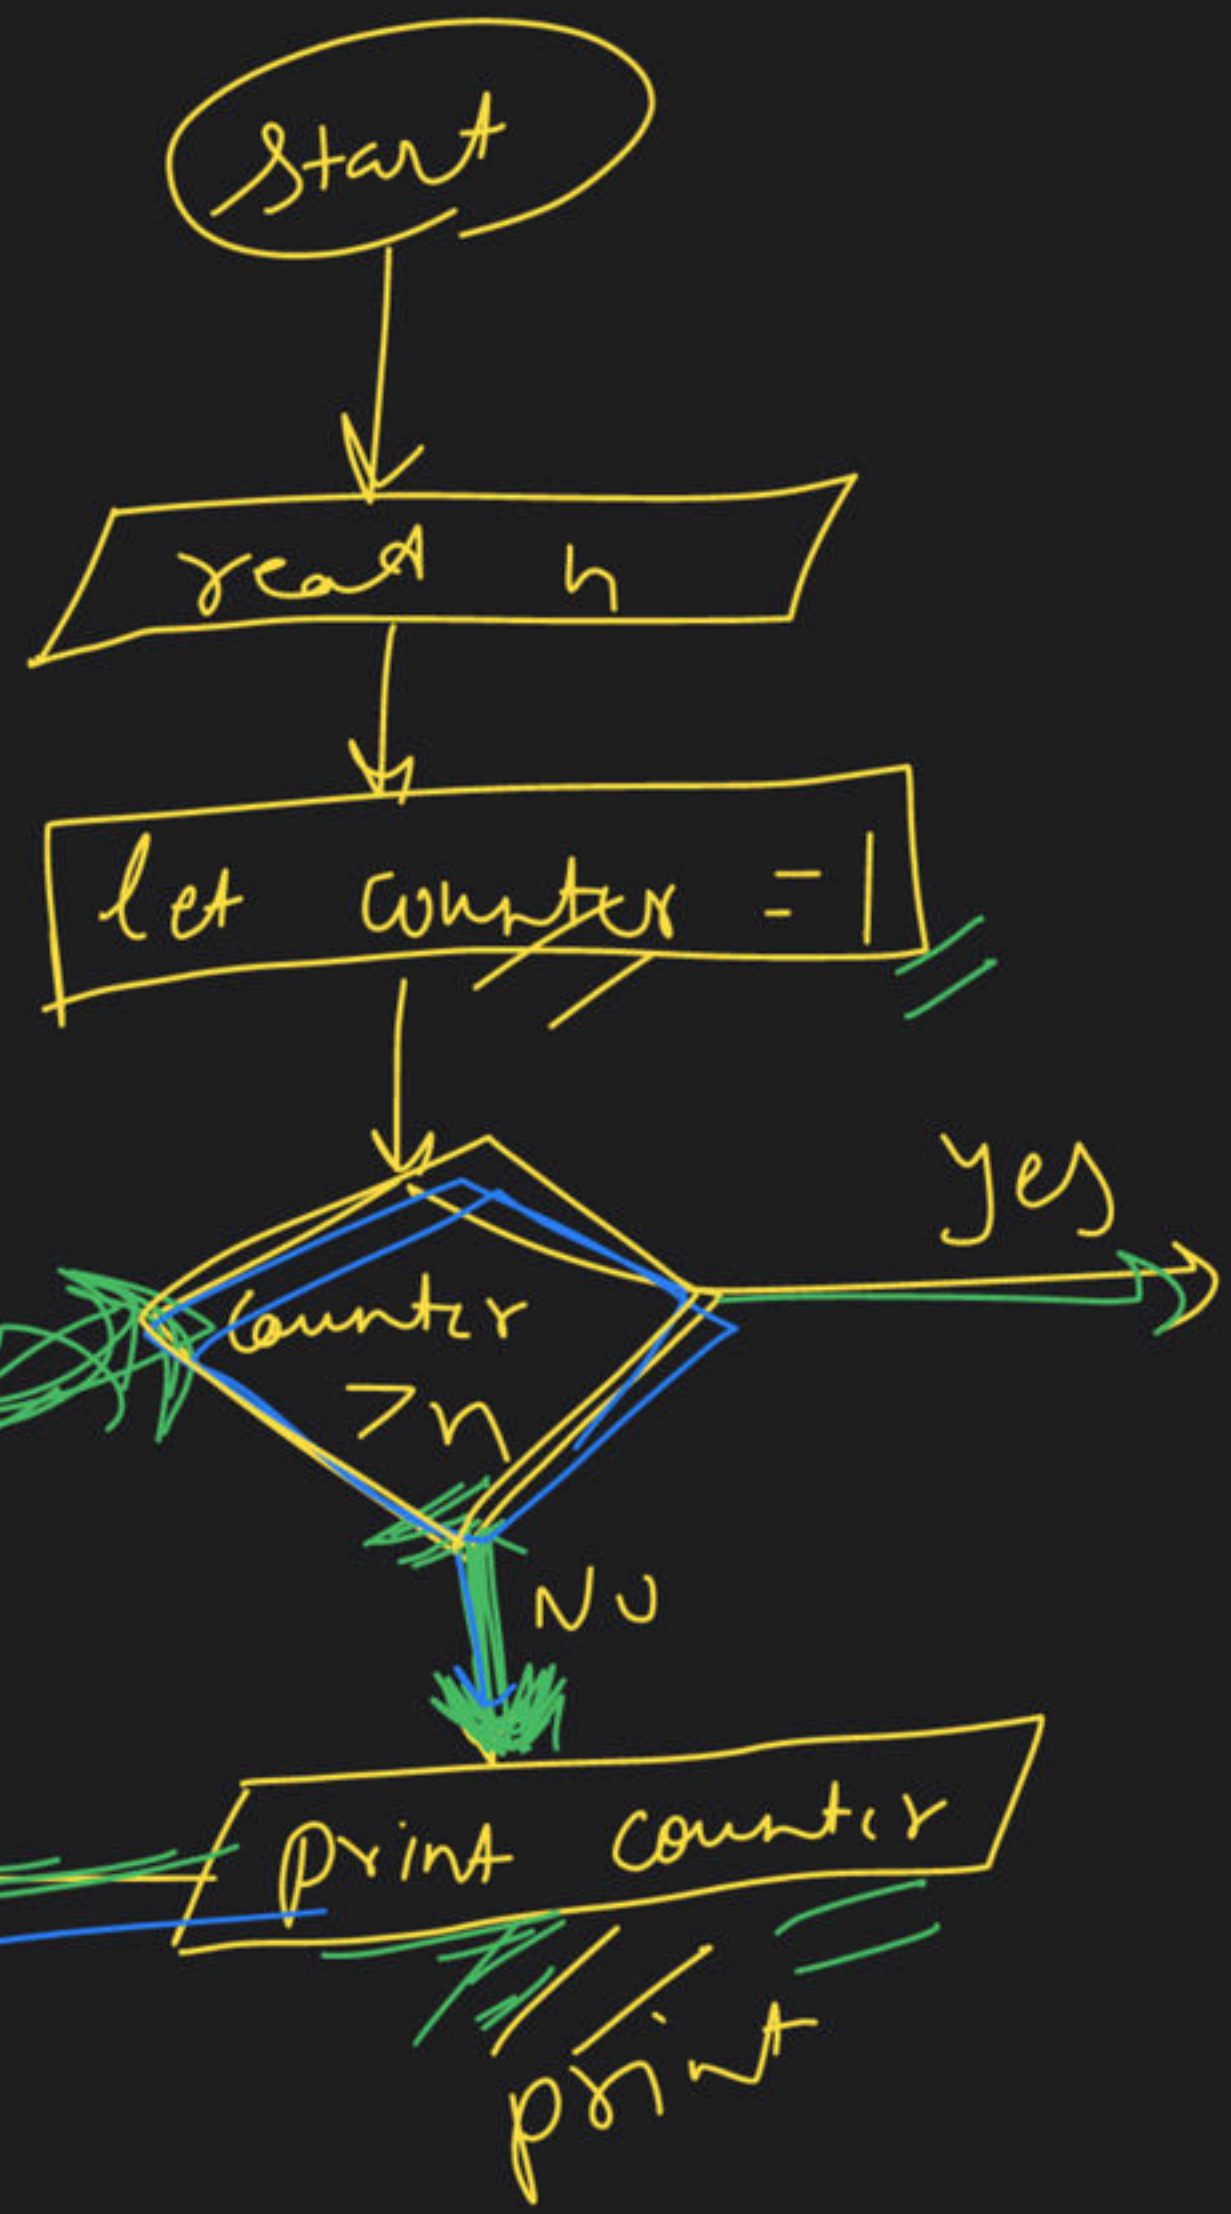 Start
read n
let counter = 1
yes
counter
>n
No
print counter
print